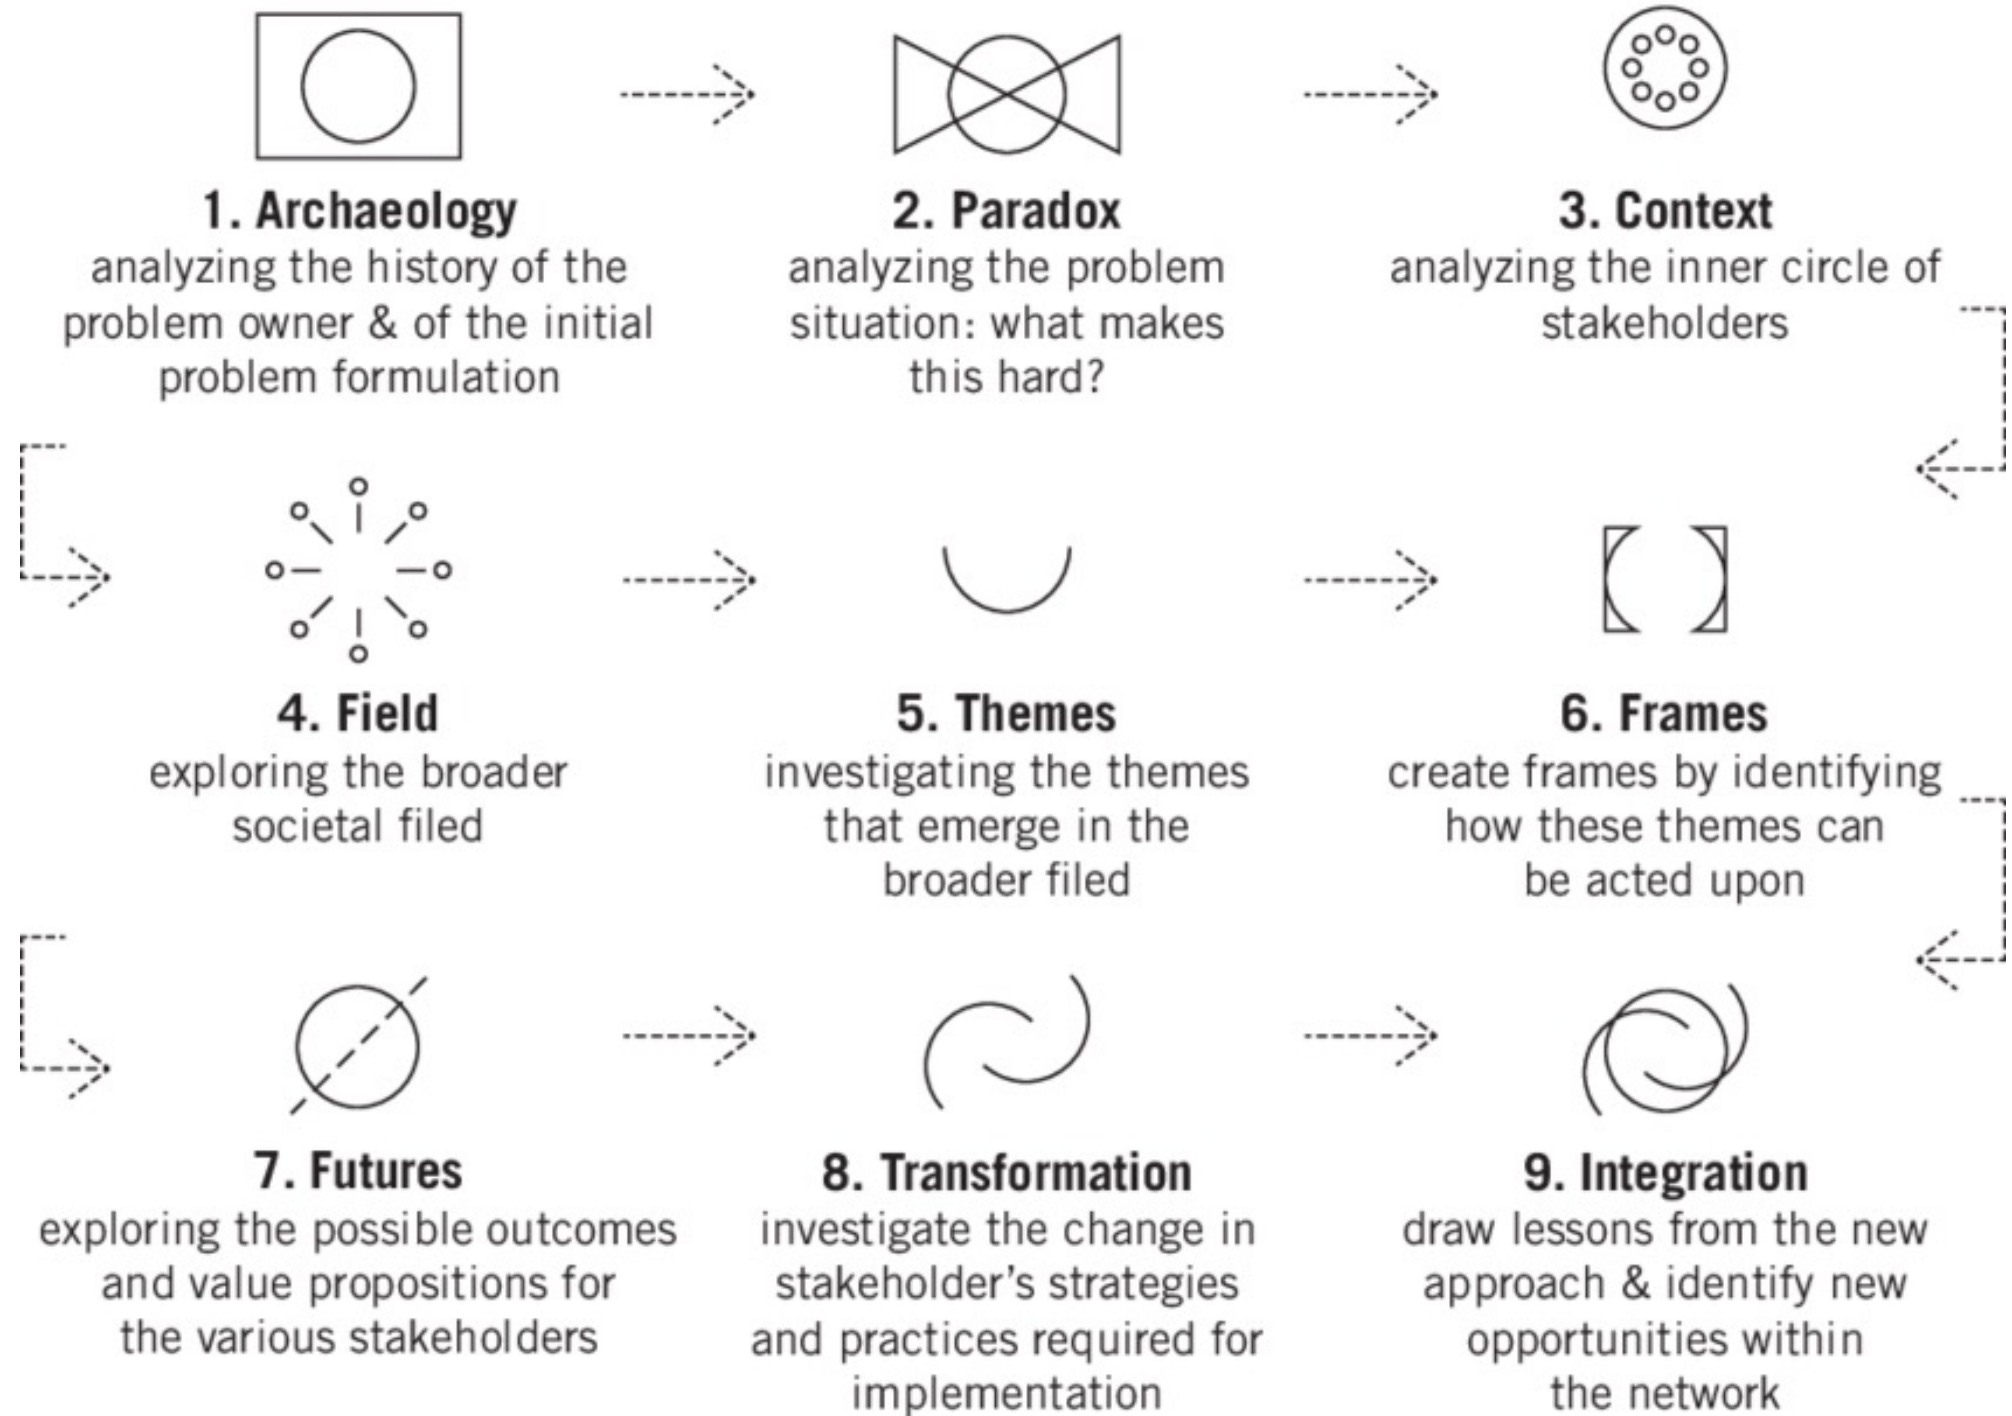 1. Archaeology
analyzing the history of the
problem owner & of the initial
problem formulation
2. Paradox
analyzing the problem
situation: what makes
this hard?
3. Context
analyzing the inner circle of
stakeholders
4. Field
exploring the broader
societal filed
5. Themes
investigating the themes
that emerge in the
broader filed
6. Frames
create frames by identifying
how these themes can
be acted upon
7. Futures
exploring the possible outcomes
and value propositions for
the various stakeholders
8. Transformation
investigate the change in
stakeholder’s strategies
and practices required for
implementation
9. Integration
draw lessons from the new
approach & identify new
opportunities within
the network